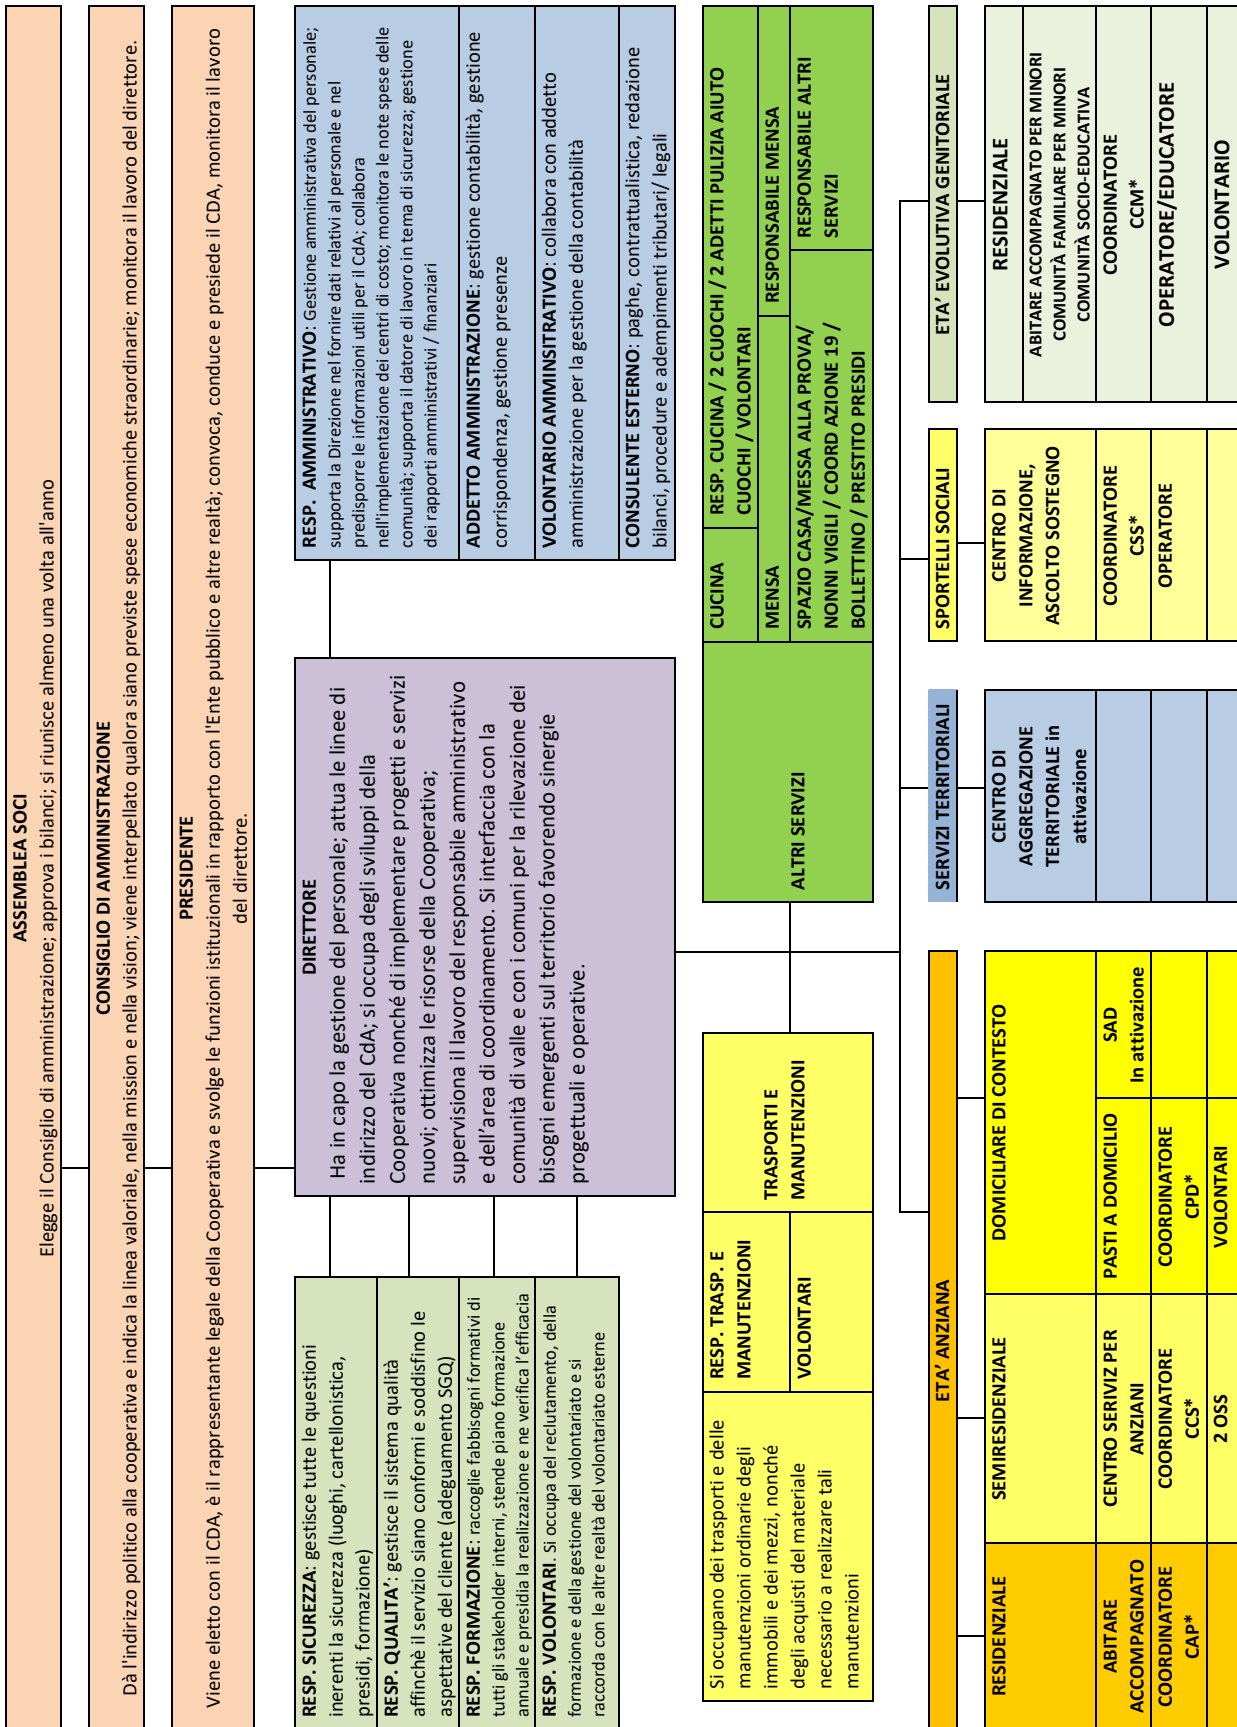 ASSEMBLEA SOCI
Elegge il Consiglio di amministrazione; approva i bilanci; si riunisce almeno una volta all'anno
CONSIGLIO DI AMMINISTRAZIONE
Dà l'indirizzo politico alla cooperativa e indica la linea valoriale, nella mission e nella vision; viene interpellato qualora siano previste spese economiche straordinarie; monitora il lavoro del direttore.
PRESIDENTE
Viene eletto con il CDA, è il rappresentante legale della Cooperativa e svolge le funzioni istituzionali in rapporto con l'Ente pubblico e altre realtà; convoca, conduce e presiede il CDA, monitora il lavoro
del direttore.
RESP. SICUREZZA: gestisce tutte le questioni
inerenti la sicurezza (luoghi, cartellonistica,
presidi, formazione)
RESP. QUALITA': gestisce il sistema qualità
affinchè il servizio siano conformi e soddisfino le
aspettative del cliente (adeguamento SGQ)
RESP. FORMAZIONE: raccoglie fabbisogni formativi di
tutti gli stakeholder interni, stende piano formazione
annuale e presidia la realizzazione e ne verifica l'efficacia
RESP. VOLONTARI. Si occupa del reclutamento, della
formazione e della gestione del volontariato e si
raccorda con le altre realtà del volontariato esterne
DIRETTORE
Ha in capo la gestione del personale; attua le linee di
indirizzo del CdA; si occupa degli sviluppi della
Cooperativa nonché di implementare progetti e servizi
nuovi; ottimizza le risorse della Cooperativa;
supervisiona il lavoro del responsabile amministrativo
e dell'area di coordinamento. Si interfaccia con la
comunità di valle e con i comuni per la rilevazione dei
bisogni emergenti sul territorio favorendo sinergie
progettuali e operative.
RESP. AMMINISTRATIVO: Gestione amministrativa del personale;
supporta la Direzione nel fornire dati relativi al personale e nel
predisporre le informazioni utili per il CdA; collabora
nell'implementazione dei centri di costo; monitora le note spese delle
comunità; supporta il datore di lavoro in tema di sicurezza; gestione
dei rapporti amministrativi / finanziari
ADDETTO AMMINISTRAZIONE: gestione contabilità, gestione
corrispondenza, gestione presenze
VOLONTARIO AMMINSITRATIVO: collabora con addetto
amministrazione per la gestione della contabilità
CONSULENTE ESTERNO: paghe, contrattualistica, redazione
bilanci, procedure e adempimenti tributari/ legali
Si occupano dei trasporti e delle
manutenzioni ordinarie degli
immobili e dei mezzi, nonché
degli acquisti del materiale
necessario a realizzare tali
manutenzioni
RESP. TRASP. E
MANUTENZIONI
VOLONTARI
TRASPORTI E
MANUTENZIONI
ALTRI SERVIZI
CUCINA
RESP. CUCINA / 2 CUOCHI / 2 ADETTI PULIZIA AIUTO
CUOCHI / VOLONTARI
MENSA
RESPONSABILE MENSA
SPAZIO CASA/MESSA ALLA PROVA/
NONNI VIGILI / COORD AZIONE 19 /
BOLLETTINO / PRESTITO PRESIDI
RESPONSABILE ALTRI
SERVIZI
ETA' ANZIANA
RESIDENZIALE
SEMIRESIDENZIALE
DOMICILIARE DI CONTESTO
ABITARE
ACCOMPAGNATO
CENTRO SERIVIZ PER
ANZIANI
PASTI A DOMICILIO
SAD
In attivazione
COORDINATORE
CAP*
COORDINATORE
CCS*
COORDINATORE
CPD*
2 OSS
VOLONTARI
SERVIZI TERRITORIALI
CENTRO DI
AGGREGAZIONE
TERRITORIALE in
attivazione
SPORTELLI SOCIALI
CENTRO DI
INFORMAZIONE,
ASCOLTO SOSTEGNO
COORDINATORE
CSS*
OPERATORE
ETA' EVOLUTIVA GENITORIALE
RESIDENZIALE
ABITARE ACCOMPAGNATO PER MINORI
COMUNITÀ FAMILIARE PER MINORI
COMUNITÀ SOCIO-EDUCATIVA
COORDINATORE
CCM*
OPERATORE/EDUCATORE
VOLONTARIO